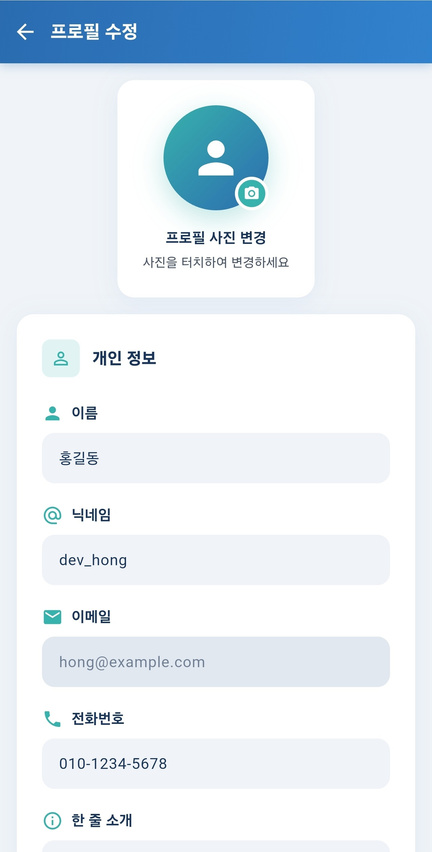 프로필 수정
프로필 사진 변경
사진을 터치하여 변경하세요
개인 정보
이름
홍길동
닉네임
dev_hong
이메일
hong@example.com
전화번호
010-1234-5678
한 줄 소개